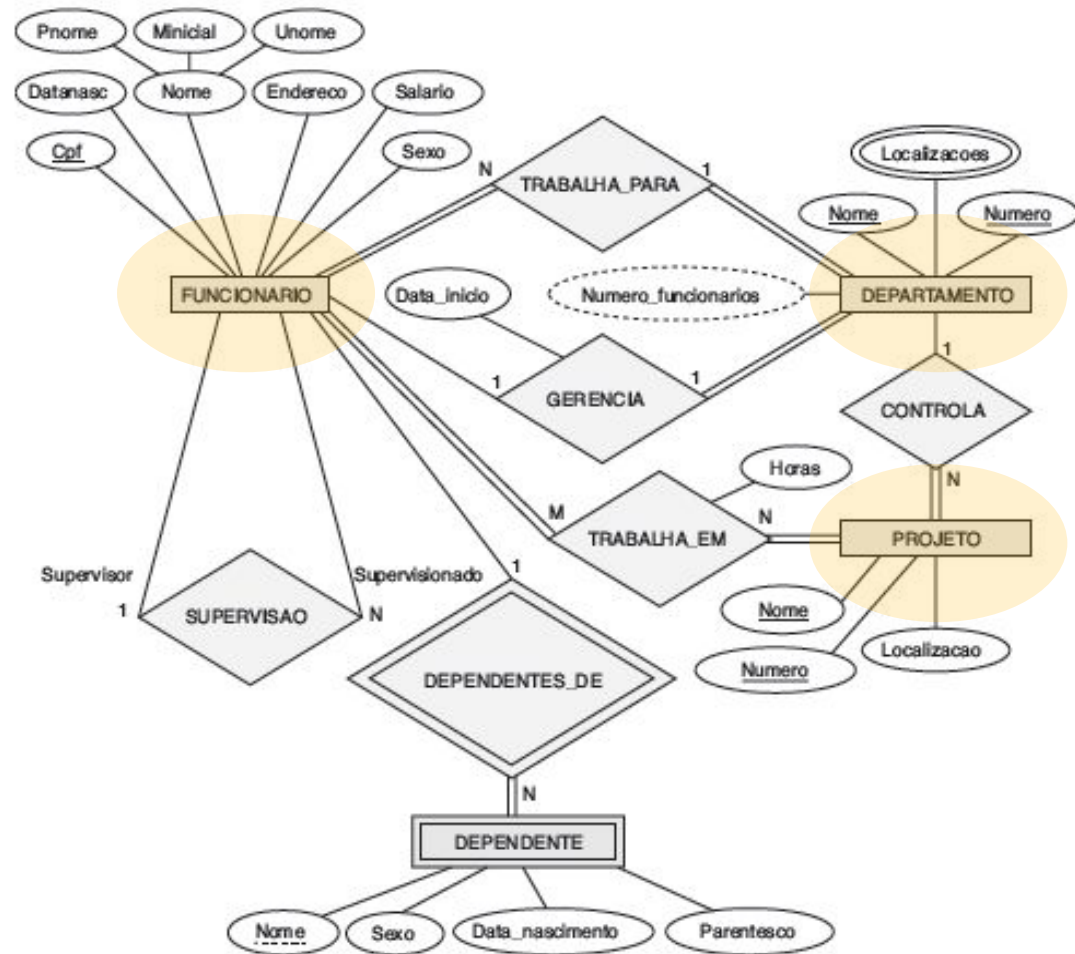 Pnome
Minicial
Unome
Datanasc
Nome
Endereco
Salario
Cpf
Sexo
N
TRABALHA_PARA
1
Localizacoes
Nome
Numero
FUNCIONARIO
Data_inicio
Numero_funcionarios
DEPARTAMENTO
1
GERENCIA
1
1
CONTROLA
N
Horas
M
TRABALHA_EM
N
PROJETO
Supervisor
Supervisionado
1
1
SUPERVISAO
N
Nome
Numero
Localizacao
DEPENDENTES_DE
N
DEPENDENTE
Nome
Sexo
Data_nascimento
Parentesco